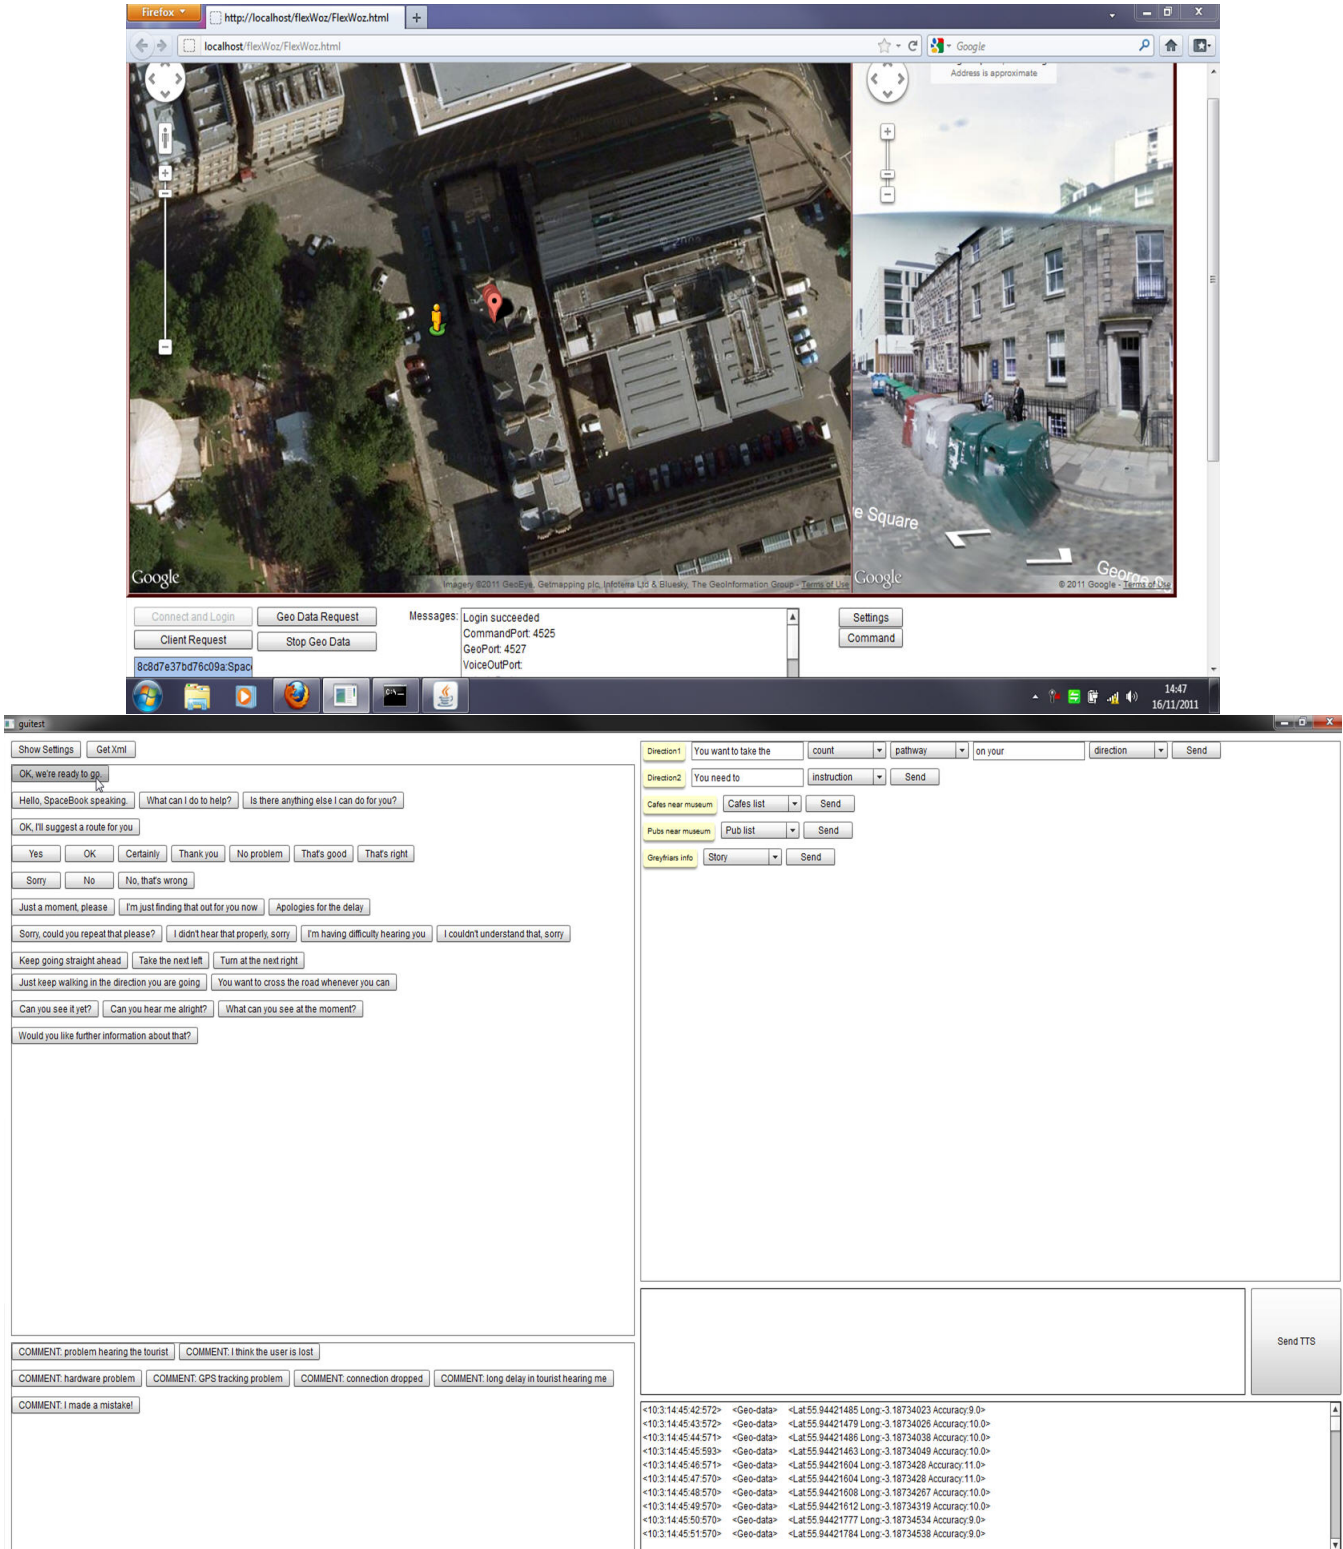 Firefox
http://localhost/flexWoz/FlexWoz.html
localhost/flexWoz/FlexWoz.html
Google
Address is approximate
e Square
George
Google
Imagery ©2011 GeoEye, Getmapping plc, Infoterra Ltd & Bluesky, The GeoInformation Group - Terms of Use
Google
© 2011 Google - Terms of Use
Connect and Login Geo Data Request
Client Request Stop Geo Data
8c8d7e37bd76c09a:Spac
Messages:
Login succeeded
CommandPort: 4525
GeoPort: 4527
VoiceOutPort:
Settings
Command
14:47
16/11/2011
guitest
Show Settings Get Xml
OK, we're ready to go.
Hello, SpaceBook speaking. What can I do to help? Is there anything else I can do for you?
OK, I'll suggest a route for you
Yes OK Certainly Thank you No problem That's good That's right
Sorry No No, that's wrong
Just a moment, please I'm just finding that out for you now Apologies for the delay
Sorry, could you repeat that please? I didn't hear that properly, sorry I'm having difficulty hearing you I couldn't understand that, sorry
Keep going straight ahead Take the next left Turn at the next right
Just keep walking in the direction you are going You want to cross the road whenever you can
Can you see it yet? Can you hear me alright? What can you see at the moment?
Would you like further information about that?
COMMENT: problem hearing the tourist COMMENT: I think the user is lost
COMMENT: hardware problem COMMENT: GPS tracking problem COMMENT: connection dropped COMMENT: long delay in tourist hearing me
COMMENT: I made a mistake!
Direction1 You want to take the count pathway on your direction Send
Direction2 You need to instruction Send
Cafes near museum Cafes list Send
Pubs near museum Pub list Send
Greyfriars info Story Send
Send TTS
<10:3:14:45:42:572> <Geo-data> <Lat:55.94421485 Long:-3.18734023 Accuracy:9.0>
<10:3:14:45:43:572> <Geo-data> <Lat:55.94421479 Long:-3.18734026 Accuracy:10.0>
<10:3:14:45:44:571> <Geo-data> <Lat:55.94421486 Long:-3.18734038 Accuracy:10.0>
<10:3:14:45:45:593> <Geo-data> <Lat:55.94421463 Long:-3.18734049 Accuracy:10.0>
<10:3:14:45:46:571> <Geo-data> <Lat:55.94421604 Long:-3.1873428 Accuracy:11.0>
<10:3:14:45:47:570> <Geo-data> <Lat:55.94421604 Long:-3.1873428 Accuracy:11.0>
<10:3:14:45:48:570> <Geo-data> <Lat:55.94421608 Long:-3.18734267 Accuracy:10.0>
<10:3:14:45:49:570> <Geo-data> <Lat:55.94421612 Long:-3.18734319 Accuracy:10.0>
<10:3:14:45:50:570> <Geo-data> <Lat:55.94421777 Long:-3.18734534 Accuracy:9.0>
<10:3:14:45:51:570> <Geo-data> <Lat:55.94421784 Long:-3.18734538 Accuracy:9.0>